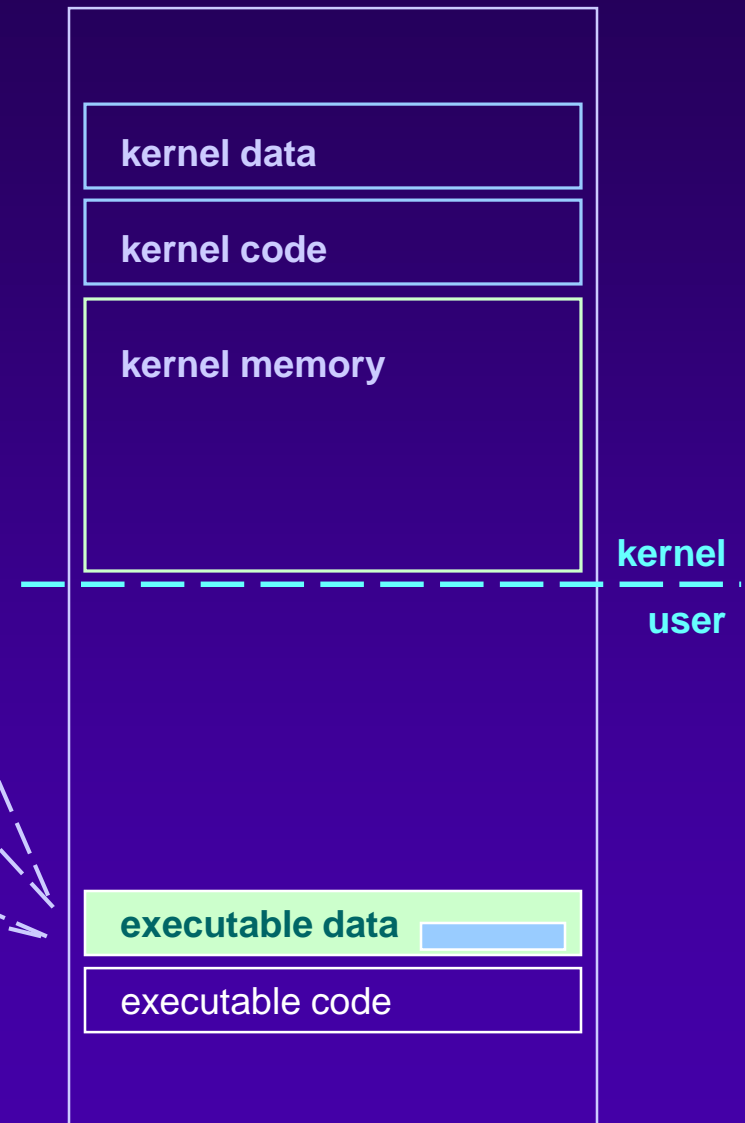 kernel data
kernel code
kernel memory
kernel
user
executable data
executable code